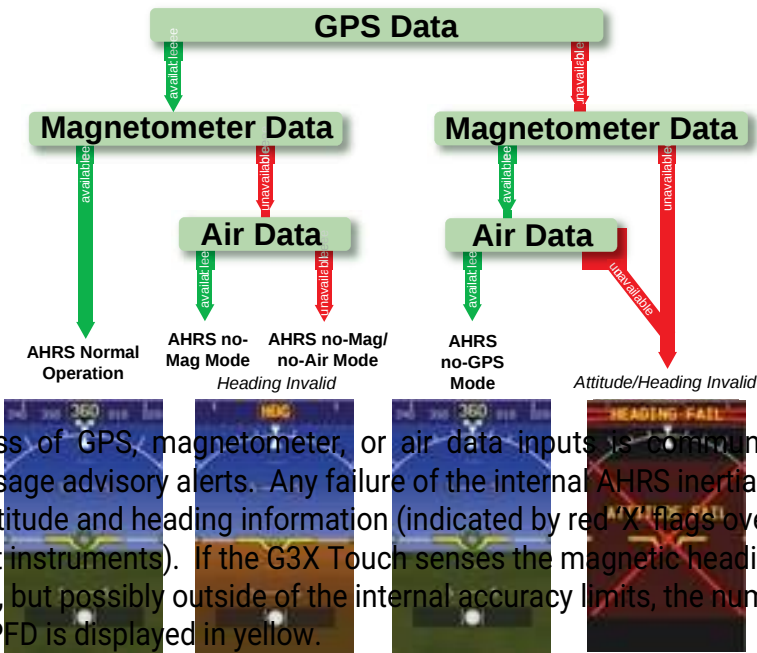 GPS Data
available
unavailable
Magnetometer Data
Magnetometer Data
available
unavailable
available
unavailable
Air Data
Air Data
available
unavailable
available
unavailable
AHRS Normal
Operation
AHRS no-
Mag Mode
AHRS no-Mag/
no-Air Mode
Heading Invalid
AHRS
no-GPS
Mode
Attitude/Heading Invalid
360
HDG
360
HEADING FAIL
ss of GPS, magnetometer, or air data inputs is commun
sage advisory alerts. Any failure of the internal AHRS inertia
titude and heading information (indicated by red ‘X’ flags ove
t instruments). If the G3X Touch senses the magnetic headi
, but possibly outside of the internal accuracy limits, the num
PFD is displayed in yellow.